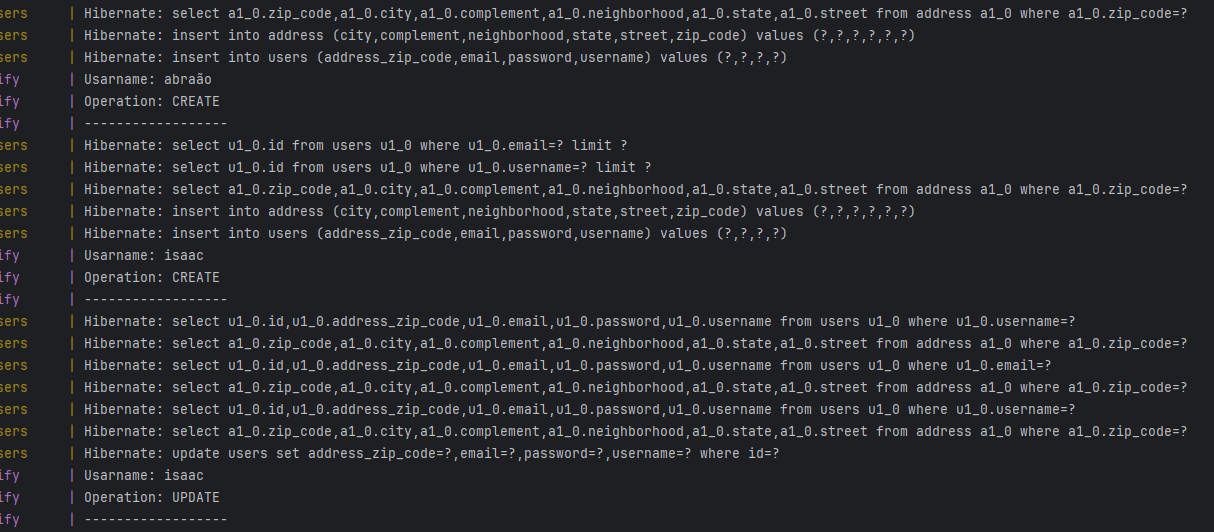 sers | Hibernate: select a1_0.zip_code,a1_0.city,a1_0.complement,a1_0.neighborhood,a1_0.state,a1_0.street from address a1_0 where a1_0.zip_code=?
sers | Hibernate: insert into address (city,complement,neighborhood,state,street,zip_code) values (?,?,?,?,?,?)
sers | Hibernate: insert into users (address_zip_code,email,password,username) values (?,?,?,?)
ify | Usarname: abraão
ify | Operation: CREATE
ify | ------------------
sers | Hibernate: select u1_0.id from users u1_0 where u1_0.email=? limit ?
sers | Hibernate: select u1_0.id from users u1_0 where u1_0.username=? limit ?
sers | Hibernate: select a1_0.zip_code,a1_0.city,a1_0.complement,a1_0.neighborhood,a1_0.state,a1_0.street from address a1_0 where a1_0.zip_code=?
sers | Hibernate: insert into address (city,complement,neighborhood,state,street,zip_code) values (?,?,?,?,?,?)
sers | Hibernate: insert into users (address_zip_code,email,password,username) values (?,?,?,?)
ify | Usarname: isaac
ify | Operation: CREATE
ify | ------------------
sers | Hibernate: select u1_0.id,u1_0.address_zip_code,u1_0.email,u1_0.password,u1_0.username from users u1_0 where u1_0.username=?
sers | Hibernate: select a1_0.zip_code,a1_0.city,a1_0.complement,a1_0.neighborhood,a1_0.state,a1_0.street from address a1_0 where a1_0.zip_code=?
sers | Hibernate: select u1_0.id,u1_0.address_zip_code,u1_0.email,u1_0.password,u1_0.username from users u1_0 where u1_0.email=?
sers | Hibernate: select a1_0.zip_code,a1_0.city,a1_0.complement,a1_0.neighborhood,a1_0.state,a1_0.street from address a1_0 where a1_0.zip_code=?
sers | Hibernate: select u1_0.id,u1_0.address_zip_code,u1_0.email,u1_0.password,u1_0.username from users u1_0 where u1_0.username=?
sers | Hibernate: select a1_0.zip_code,a1_0.city,a1_0.complement,a1_0.neighborhood,a1_0.state,a1_0.street from address a1_0 where a1_0.zip_code=?
sers | Hibernate: update users set address_zip_code=?,email=?,password=?,username=? where id=?
ify | Usarname: isaac
ify | Operation: UPDATE
ify | ------------------